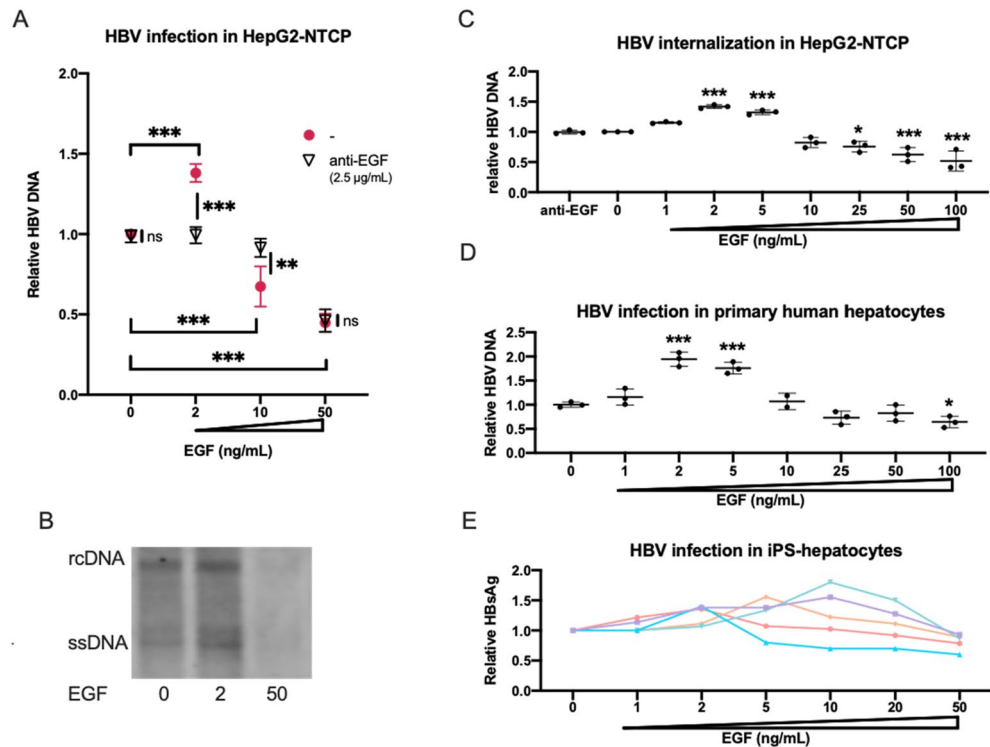 A
HBV infection in HepG2-NTCP
Relative HBV DNA
2.0
1.5
1.0
0.5
0.0
***
***
**
ns
ns
***
***
-
anti-EGF
(2.5 µg/mL)
0 2 10 50
EGF (ng/mL)
B
rcDNA
ssDNA
EGF 0 2 50
C
HBV internalization in HepG2-NTCP
relative HBV DNA
2.0
1.5
1.0
0.5
0.0
*** *** * *** ***
anti-EGF 0 1 2 5 10 25 50 100
EGF (ng/mL)
D
HBV infection in primary human hepatocytes
Relative HBV DNA
2.5
2.0
1.5
1.0
0.5
0.0
*** *** *
0 1 2 5 10 25 50 100
EGF (ng/mL)
E
HBV infection in iPS-hepatocytes
Relative HBsAg
2.0
1.5
1.0
0.5
0.0
0 1 2 5 10 20 50
EGF (ng/mL)